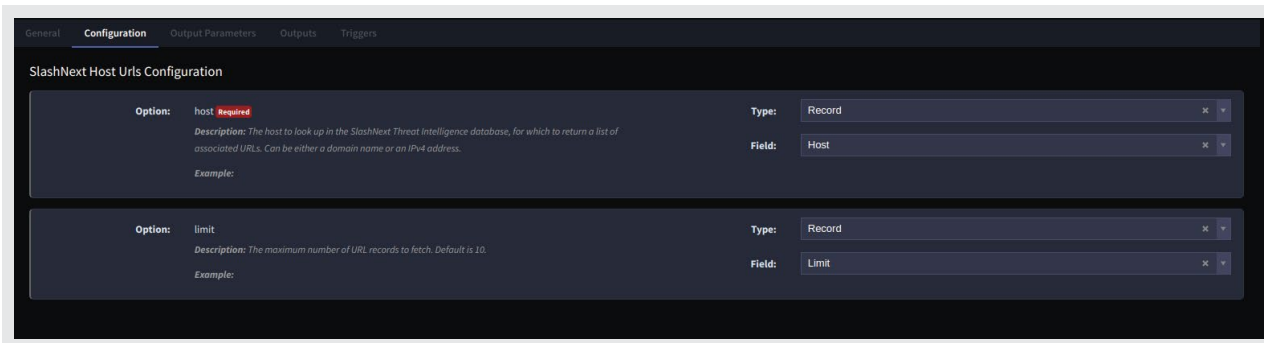 General Configuration Output Parameters Outputs Triggers
SlashNext Host Urls Configuration
Option: host Required Type: Record
Description: The host to look up in the SlashNext Threat Intelligence database, for which to return a list of
associated URLs. Can be either a domain name or an IPv4 address. Field: Host
Example:
Option: limit Type: Record
Description: The maximum number of URL records to fetch. Default is 10.
Field: Limit
Example: